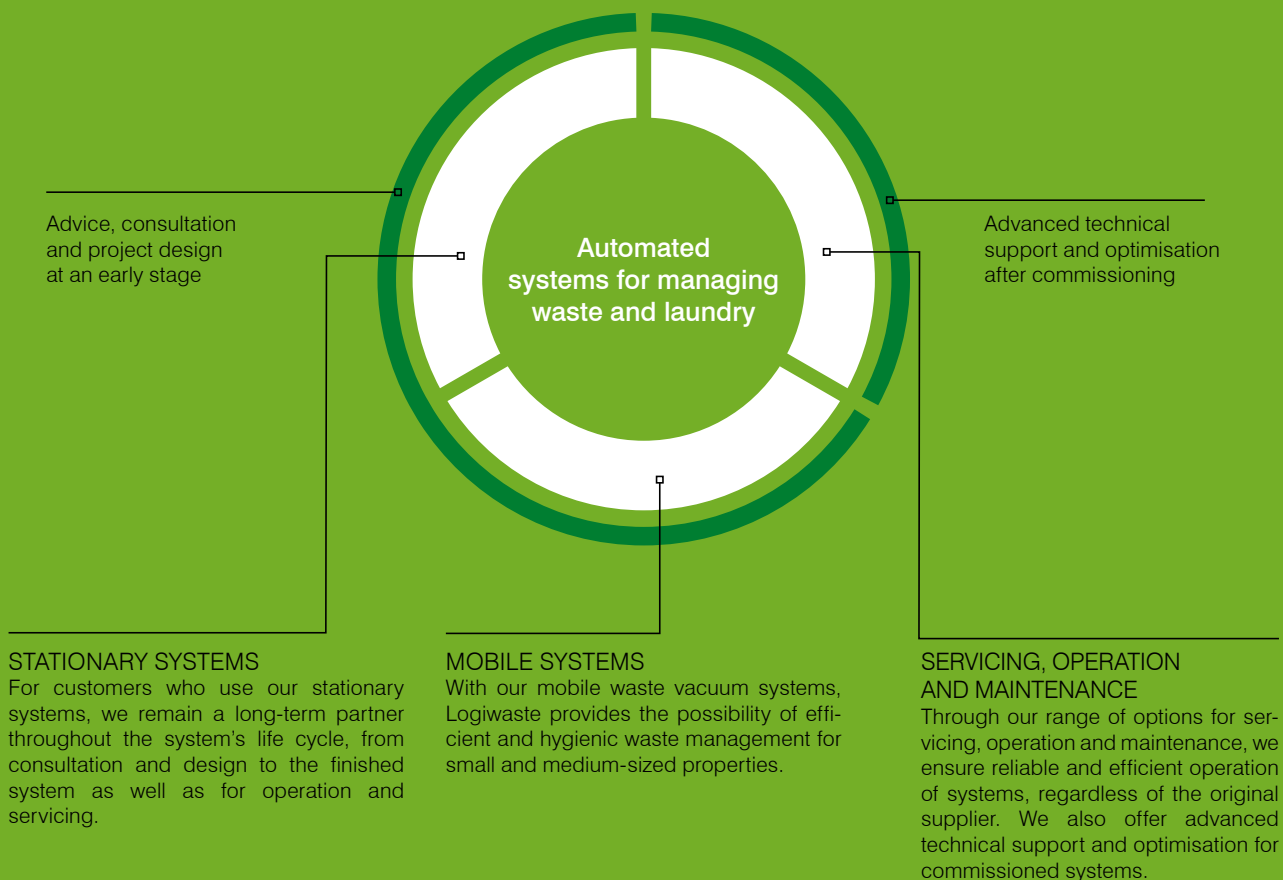 Advice, consultation
and project design
at an early stage
Automated
systems for managing
waste and laundry
Advanced technical
support and optimisation
after commissioning
STATIONARY SYSTEMS
For customers who use our stationary
systems, we remain a long-term partner
throughout the system's life cycle, from
consultation and design to the finished
system as well as for operation and
servicing.
MOBILE SYSTEMS
With our mobile waste vacuum systems,
Logiwaste provides the possibility of effi-
cient and hygienic waste management for
small and medium-sized properties.
SERVICING, OPERATION
AND MAINTENANCE
Through our range of options for ser-
vicing, operation and maintenance, we
ensure reliable and efficient operation
of systems, regardless of the original
supplier. We also offer advanced
technical support and optimisation for
commissioned systems.